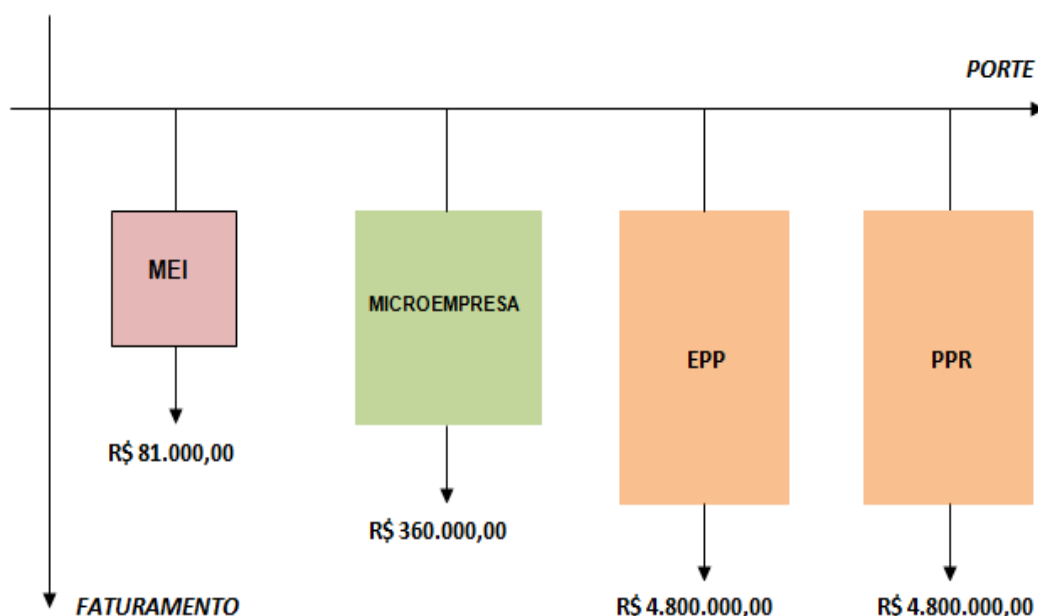 PORTE
MEI
MICROEMPRESA
EPP
PPR
R$ 81.000,00
R$ 360.000,00
FATURAMENTO
R$ 4.800.000,00
R$ 4.800.000,00